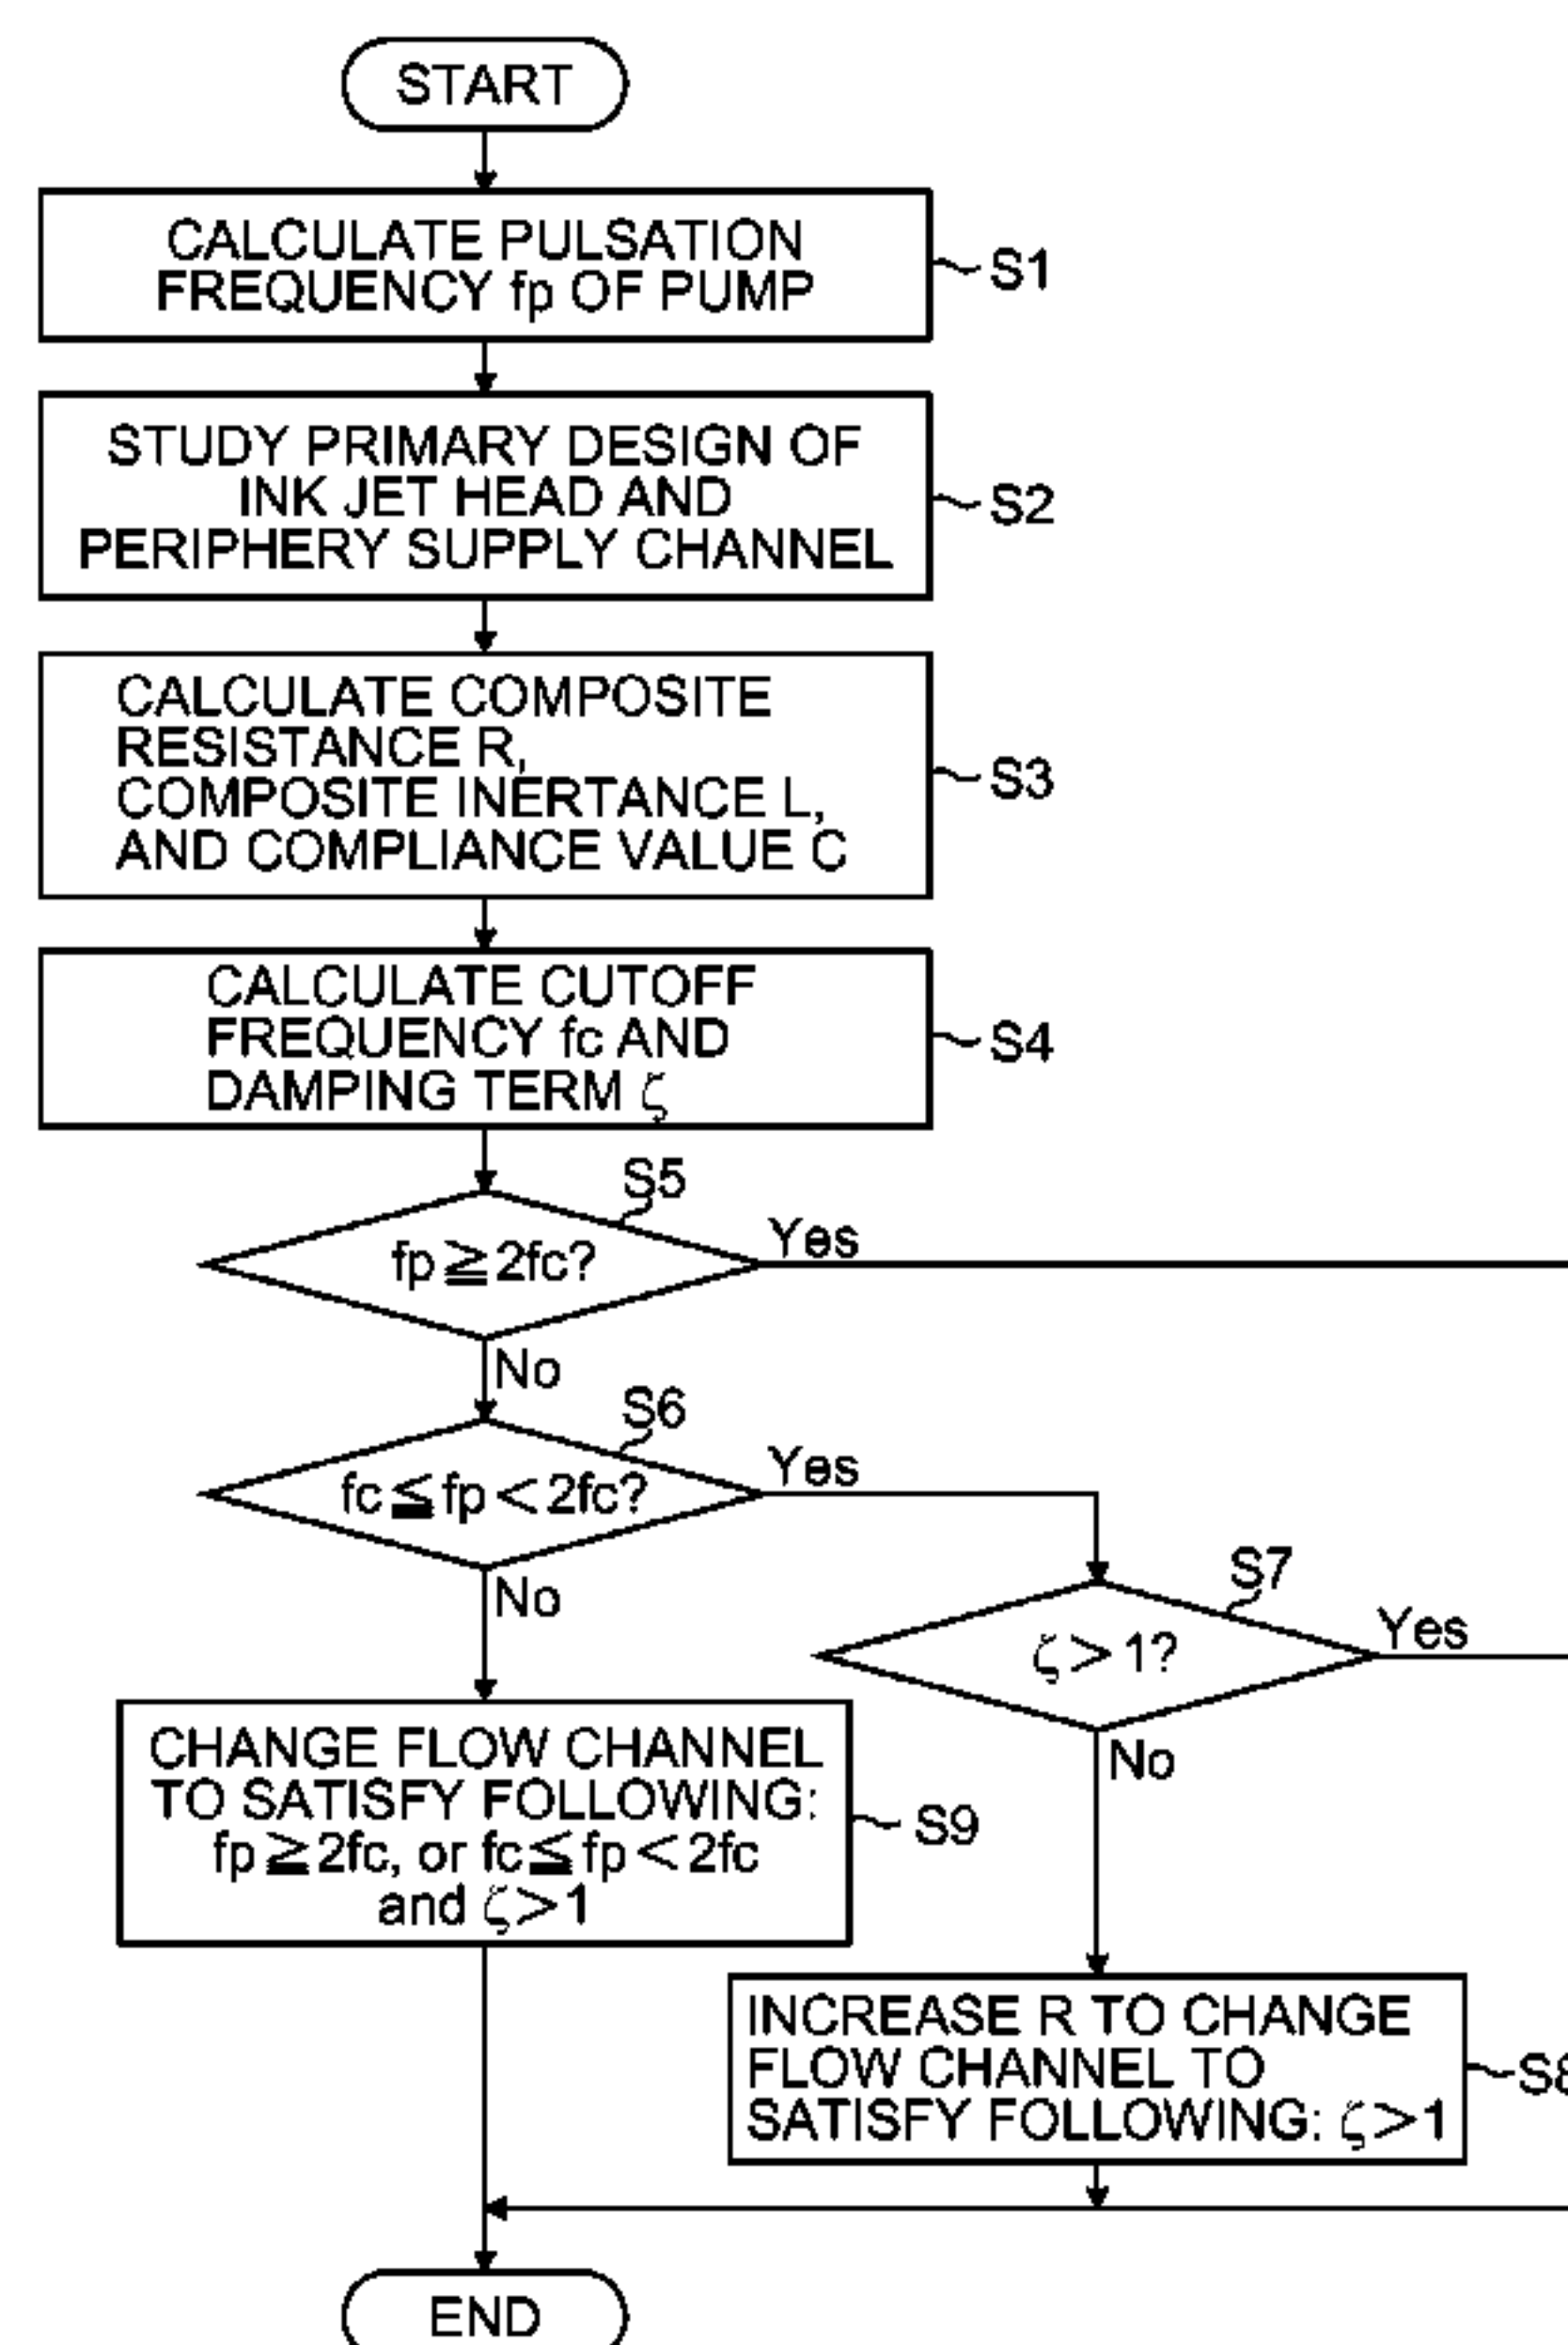 START
CALCULATE PULSATION
FREQUENCY fp OF PUMP
S1
STUDY PRIMARY DESIGN OF
INK JET HEAD AND
PERIPHERY SUPPLY CHANNEL
S2
CALCULATE COMPOSITE
RESISTANCE R,
COMPOSITE INERTANCE L,
AND COMPLIANCE VALUE C
S3
CALCULATE CUTOFF
FREQUENCY fc AND
DAMPING TERM ζ
S4
S5
fp≧2fc?
Yes
No
S6
fc≦fp<2fc?
Yes
No
S7
ζ>1?
Yes
No
CHANGE FLOW CHANNEL
TO SATISFY FOLLOWING:
fp≧2fc, or fc≦fp<2fc
and ζ>1
S9
INCREASE R TO CHANGE
FLOW CHANNEL TO
SATISFY FOLLOWING: ζ>1
S8
END